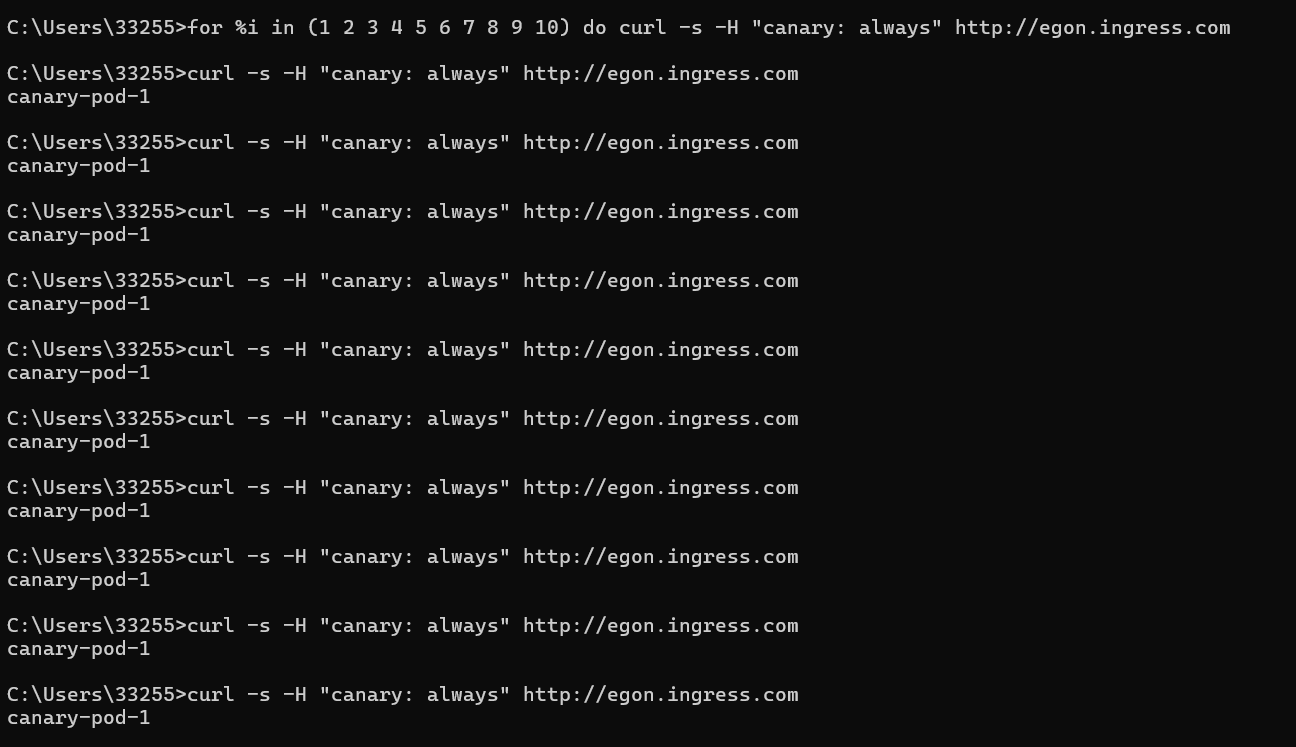 C:\Users\33255>for %i in (1 2 3 4 5 6 7 8 9 10) do curl -s -H "canary: always" http://egon.ingress.com
C:\Users\33255>curl -s -H "canary: always" http://egon.ingress.com
canary-pod-1
C:\Users\33255>curl -s -H "canary: always" http://egon.ingress.com
canary-pod-1
C:\Users\33255>curl -s -H "canary: always" http://egon.ingress.com
canary-pod-1
C:\Users\33255>curl -s -H "canary: always" http://egon.ingress.com
canary-pod-1
C:\Users\33255>curl -s -H "canary: always" http://egon.ingress.com
canary-pod-1
C:\Users\33255>curl -s -H "canary: always" http://egon.ingress.com
canary-pod-1
C:\Users\33255>curl -s -H "canary: always" http://egon.ingress.com
canary-pod-1
C:\Users\33255>curl -s -H "canary: always" http://egon.ingress.com
canary-pod-1
C:\Users\33255>curl -s -H "canary: always" http://egon.ingress.com
canary-pod-1
C:\Users\33255>curl -s -H "canary: always" http://egon.ingress.com
canary-pod-1